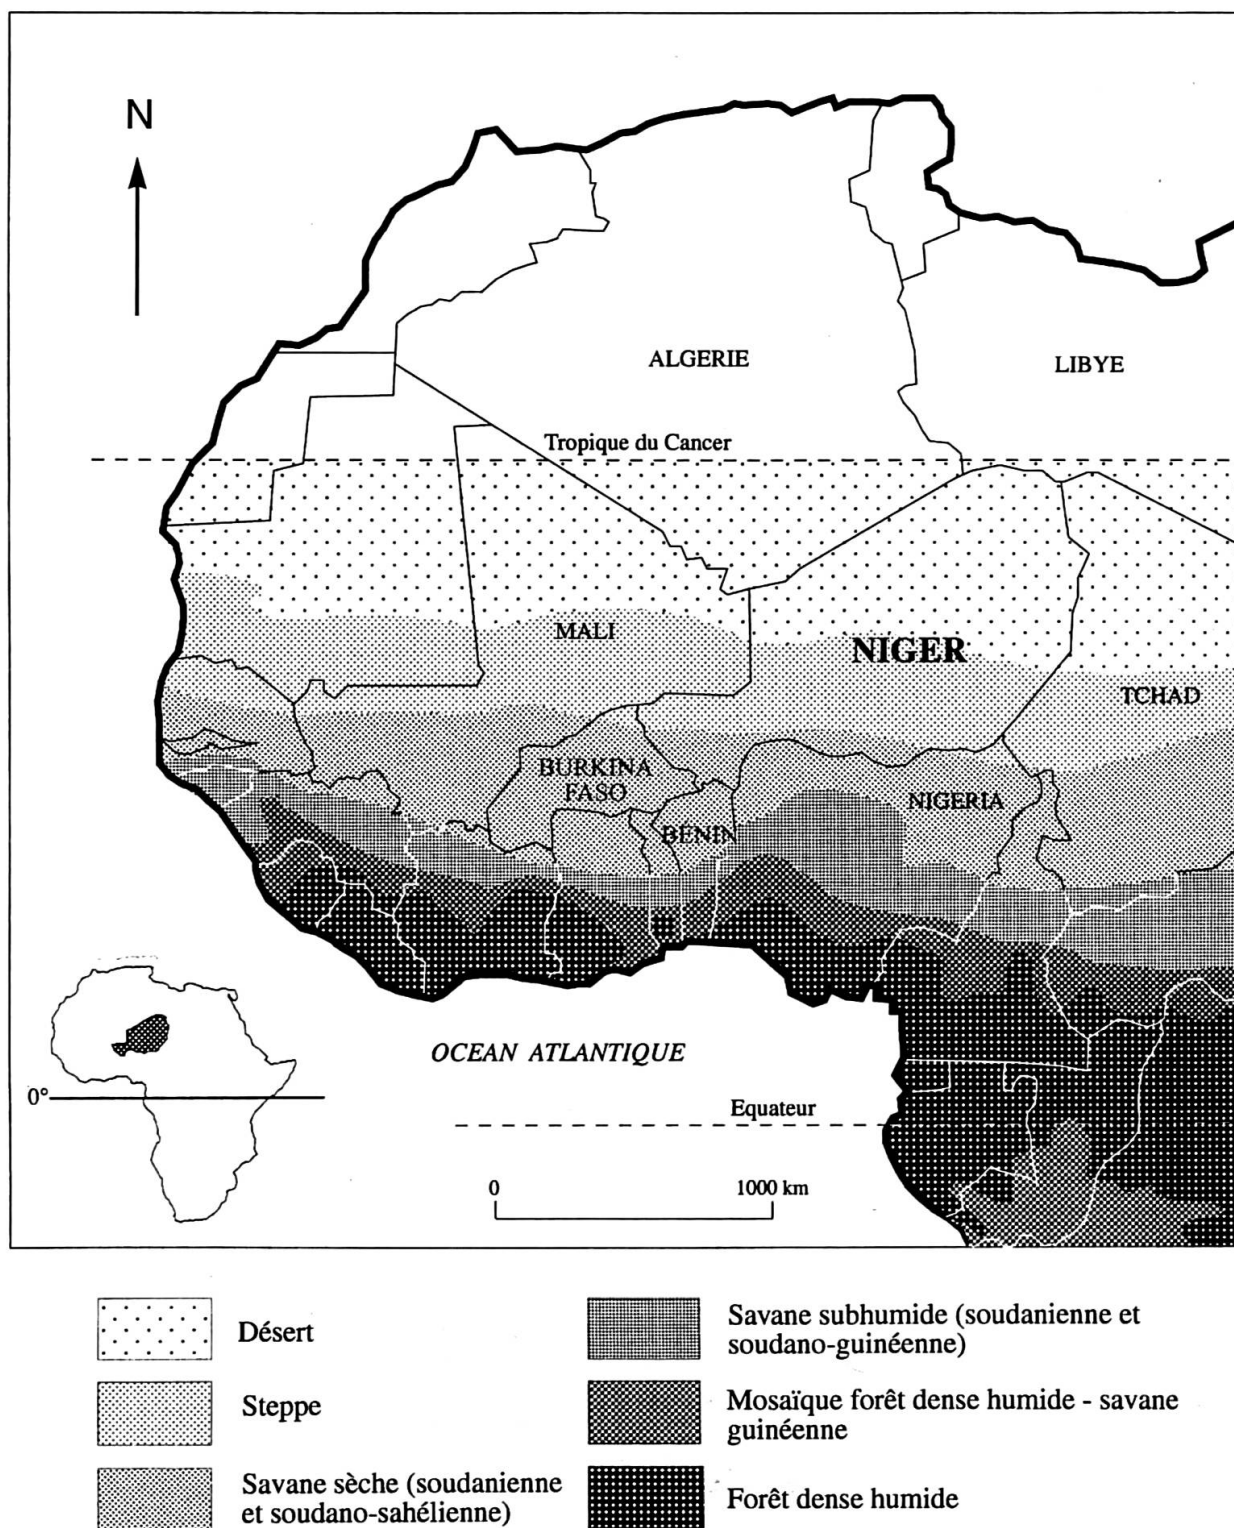 N
ALGERIE
LIBYE
Tropique du Cancer
MALI
NIGER
TCHAD
BURKINA
FASO
NIGERIA
BÉNIN
OCEAN ATLANTIQUE
0°
Equateur
0
1000 km
Désert
Steppe
Savane sèche (soudanienne
et soudano-sahélienne)
Savane subhumide (soudanienne et
soudano-guinéenne)
Mosaïque forêt dense humide - savane
guinéenne
Forêt dense humide